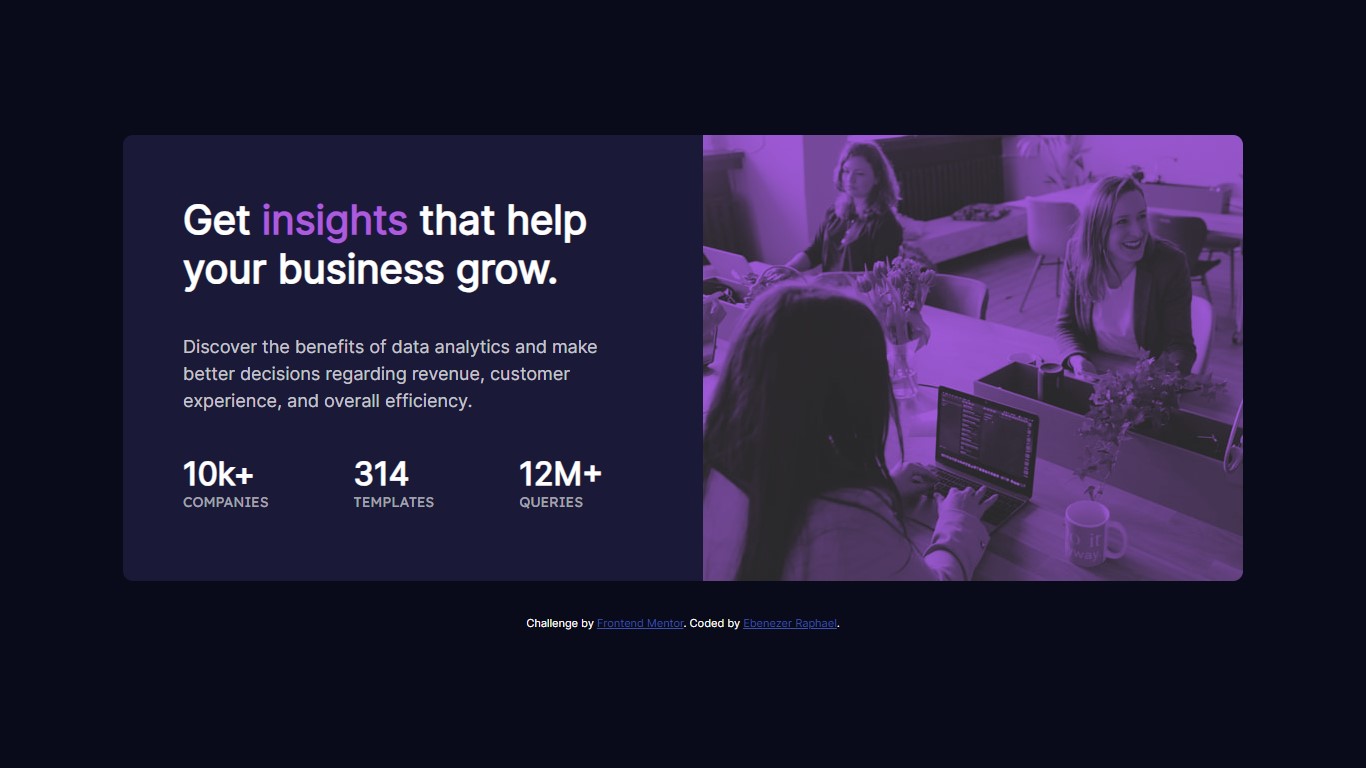 Get insights that help
your business grow.
Discover the benefits of data analytics and make
better decisions regarding revenue, customer
experience, and overall efficiency.
10k+ 314 12M+
COMPANIES TEMPLATES QUERIES
Challenge by Frontend Mentor. Coded by Ebenezer Raphael.